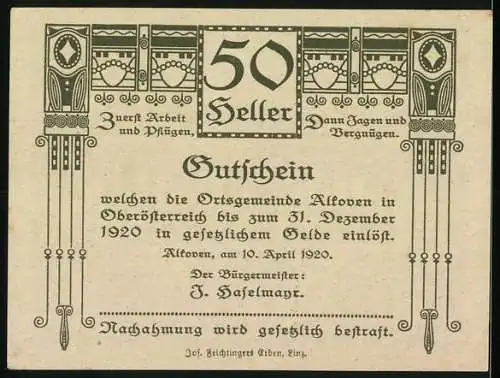 50
Heller
Zuerst Arbeit
und Pflügen,
Dann Jagen und
Vergnügen.
Gutschein
welchen die Ortsgemeinde Alkoven in
Oberösterreich bis zum 31. Dezember
1920 in gesetzlichem Gelde einlöst.
Alkoven, am 10. April 1920.
Der Bürgermeister:
J. Haselmayr.
Nachahmung wird gesetzlich bestraft.
Jos. Feichtingers Erben, Linz.